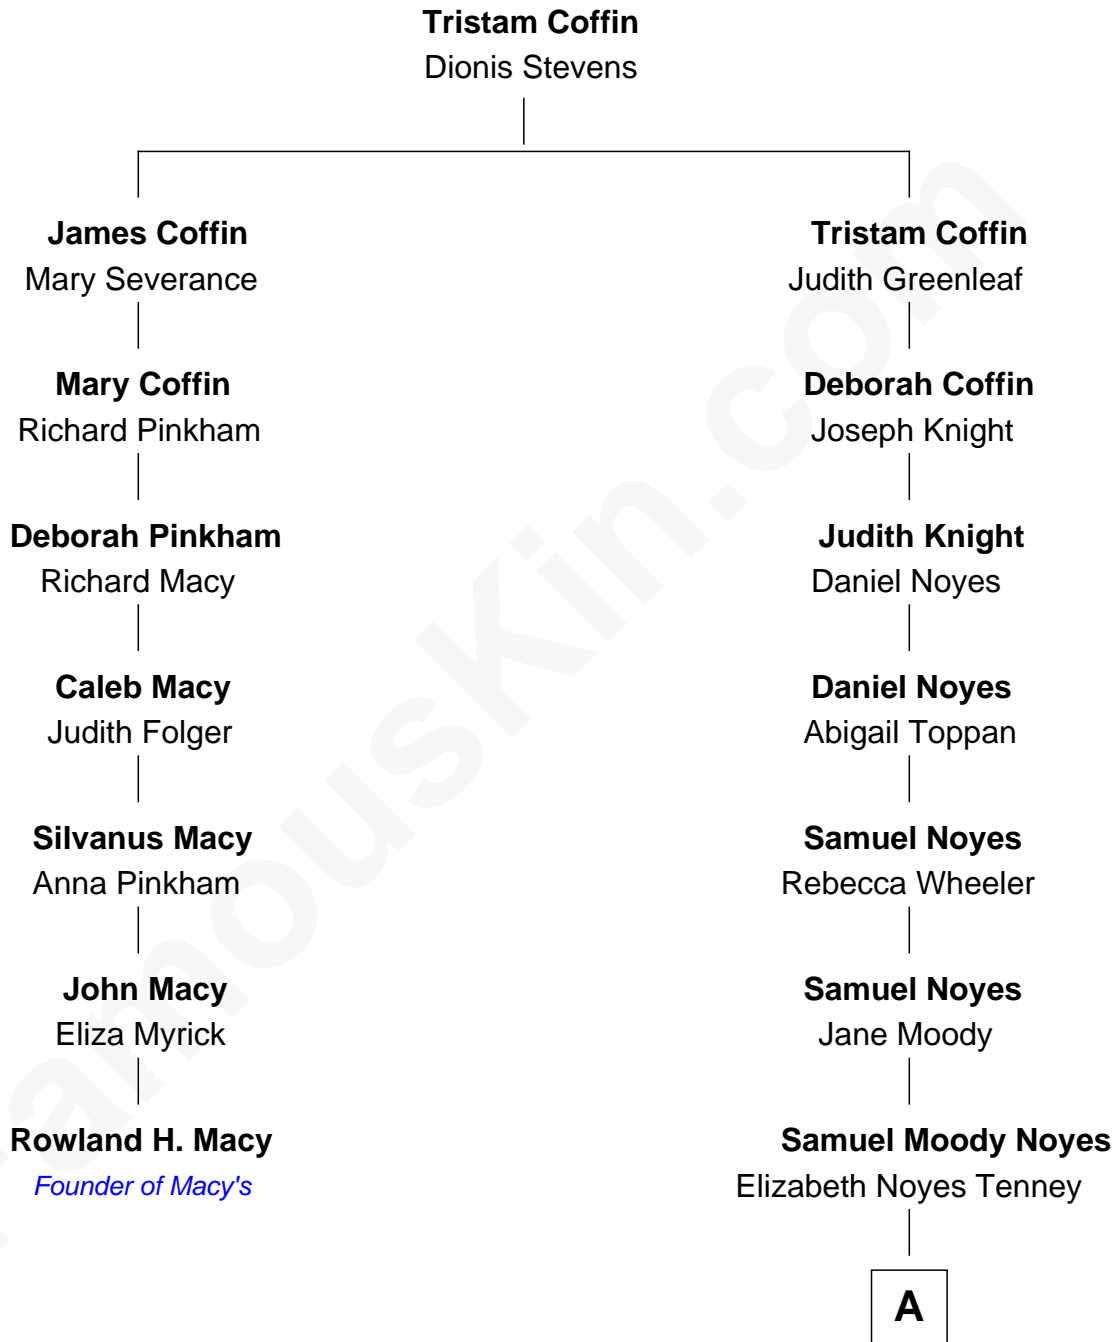 Tristam Coffin
Dionis Stevens
James Coffin
Mary Severance
Tristam Coffin
Judith Greenleaf
Mary Coffin
Richard Pinkham
Deborah Coffin
Joseph Knight
Deborah Pinkham
Richard Macy
Judith Knight
Daniel Noyes
Caleb Macy
Judith Folger
Daniel Noyes
Abigail Toppan
Silvanus Macy
Anna Pinkham
Samuel Noyes
Rebecca Wheeler
John Macy
Eliza Myrick
Samuel Noyes
Jane Moody
Rowland H. Macy
Founder of Macy's
Samuel Moody Noyes
Elizabeth Noyes Tenney
A
FamousKin.com